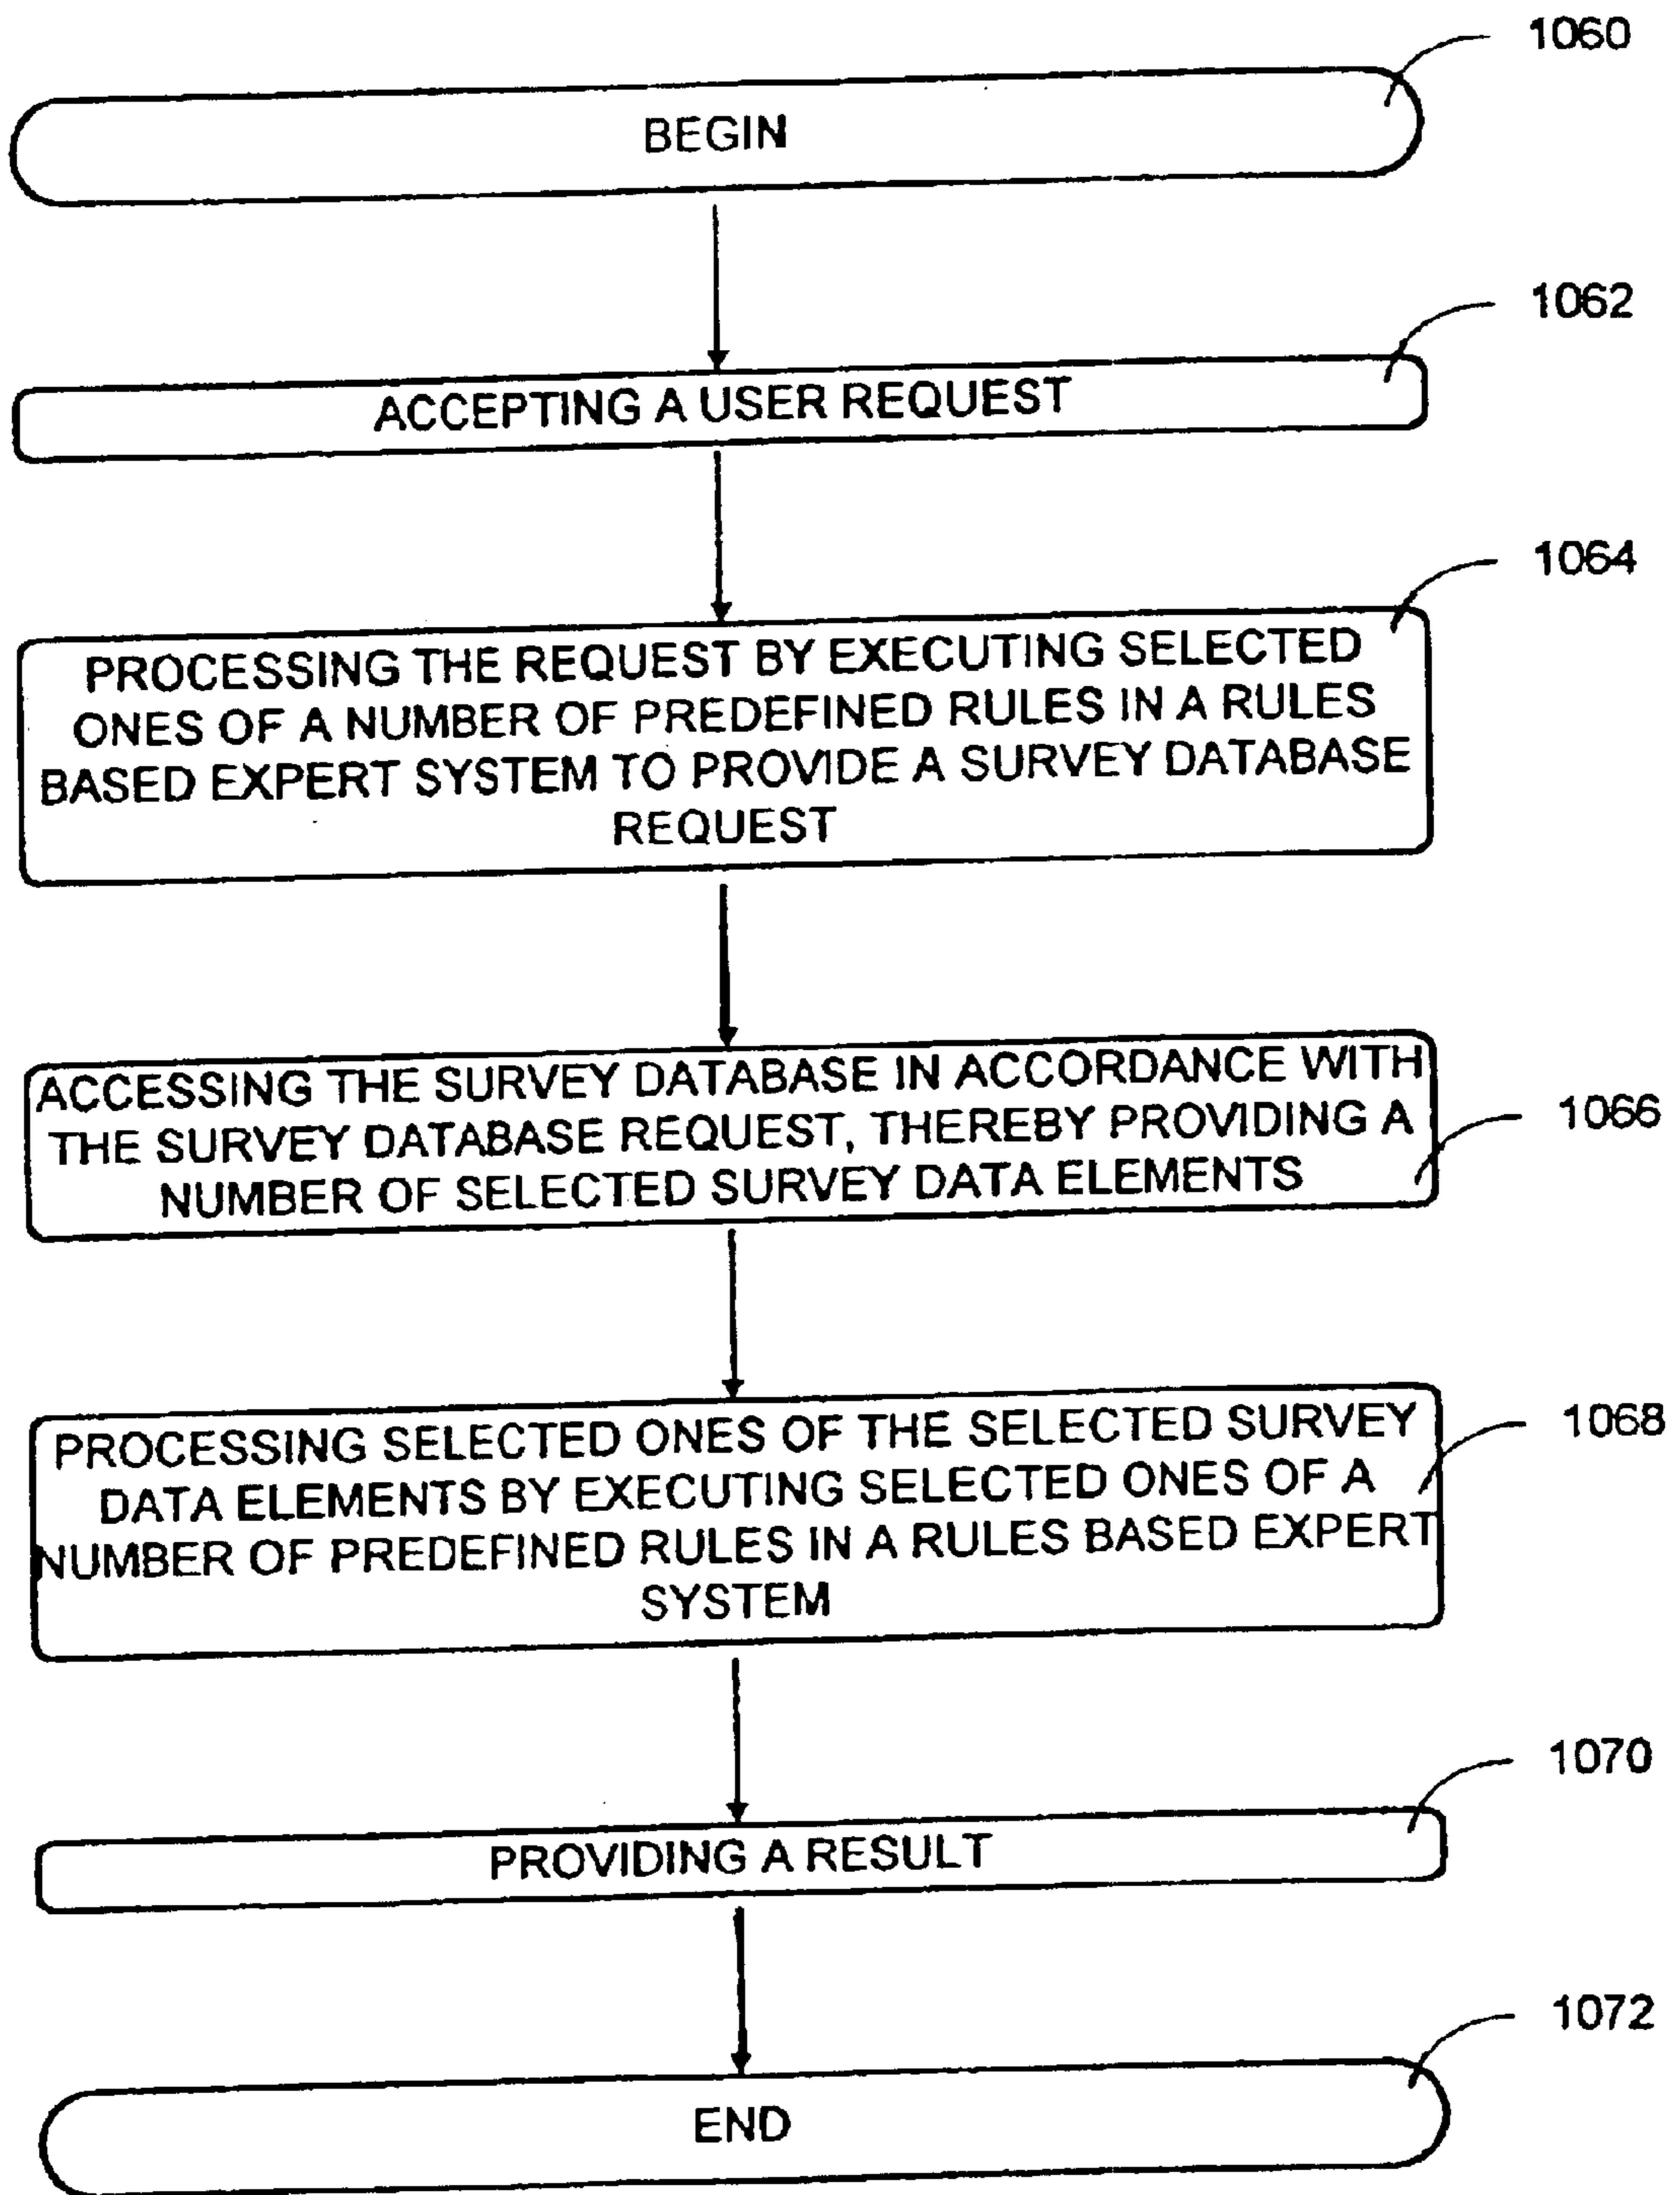 1060
BEGIN
1062
ACCEPTING A USER REQUEST
1064
PROCESSING THE REQUEST BY EXECUTING SELECTED
ONES OF A NUMBER OF PREDEFINED RULES IN A RULES
BASED EXPERT SYSTEM TO PROVIDE A SURVEY DATABASE
REQUEST
ACCESSING THE SURVEY DATABASE IN ACCORDANCE WITH
THE SURVEY DATABASE REQUEST, THEREBY PROVIDING A
NUMBER OF SELECTED SURVEY DATA ELEMENTS
1066
PROCESSING SELECTED ONES OF THE SELECTED SURVEY
DATA ELEMENTS BY EXECUTING SELECTED ONES OF A
NUMBER OF PREDEFINED RULES IN A RULES BASED EXPERT
SYSTEM
1068
1070
PROVIDING A RESULT
1072
END